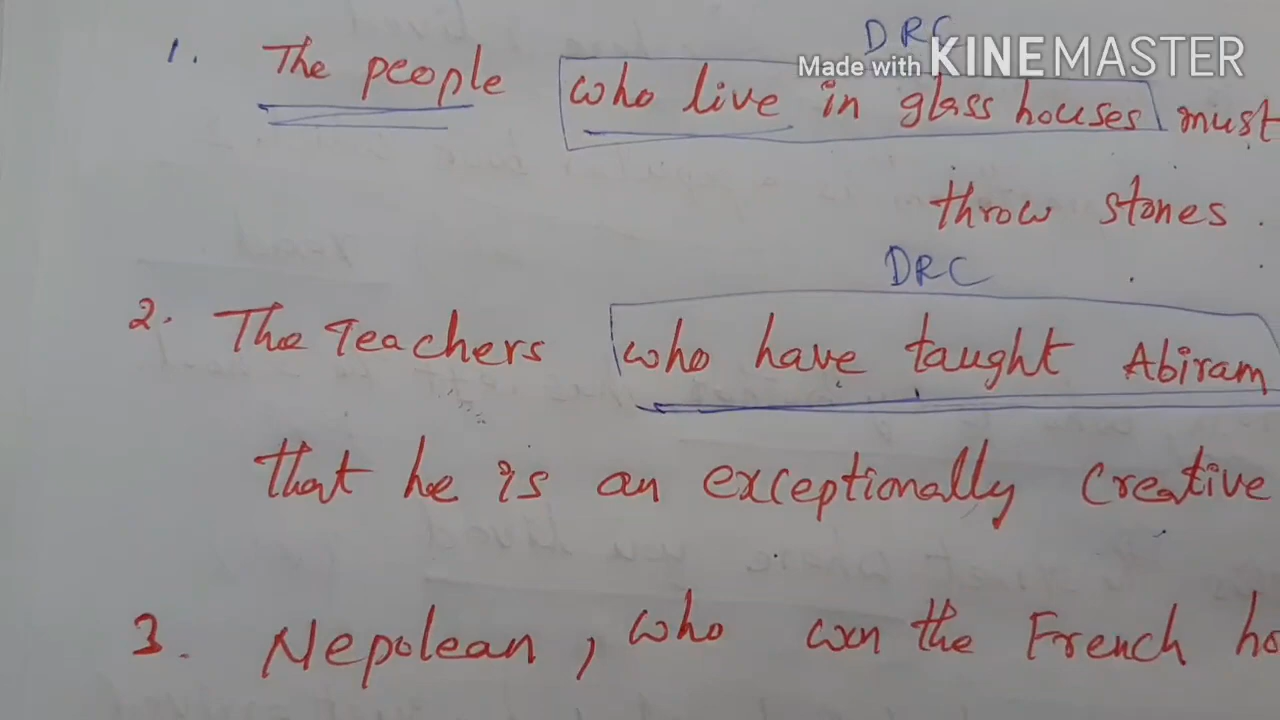 DRC
Made with KINEMASTER
1. The people who live in glass houses must
throw stones.
DRC
2. The Teachers who have taught Abiram
that he is an exceptionally creative
3. Nepolean, who won the French